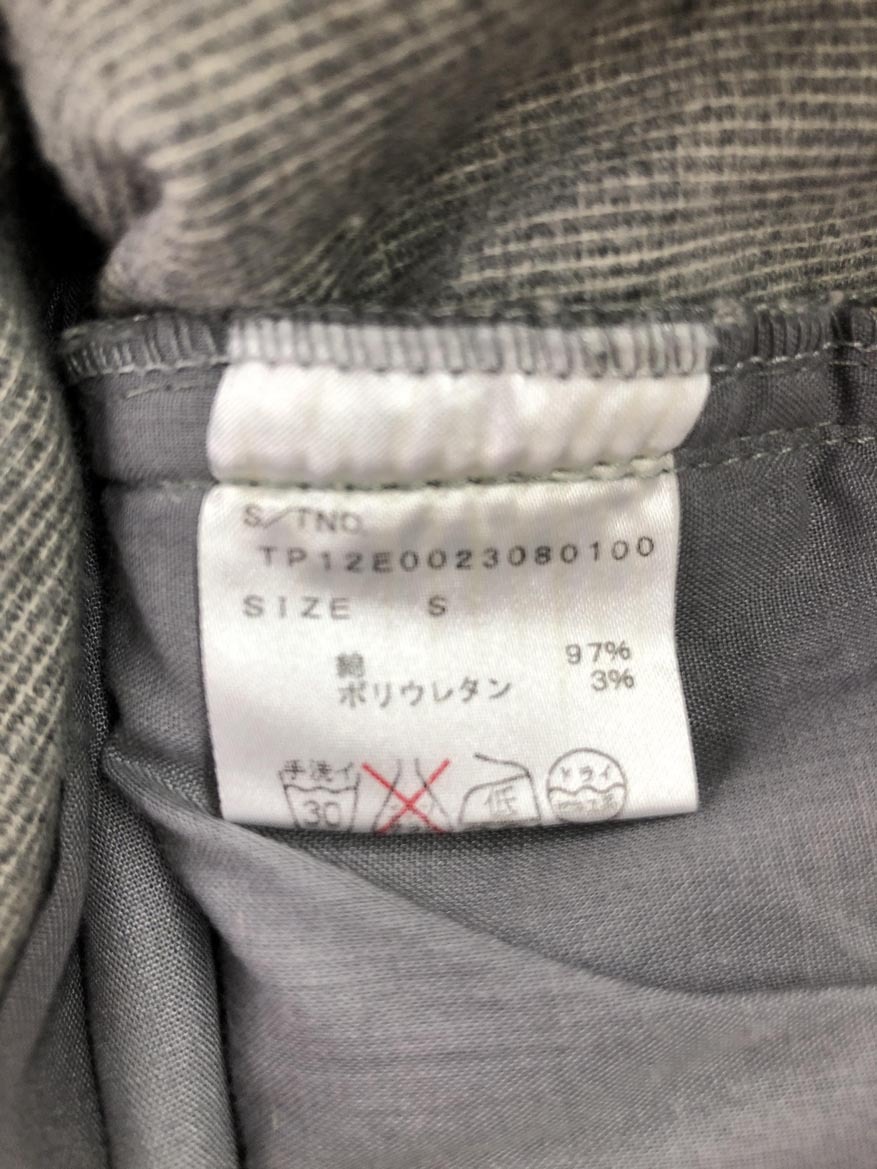 S/TNO.
TP12E0023080100
SIZE S
綿 97%
ポリウレタン 3%
手洗イ 30 低 ドライ